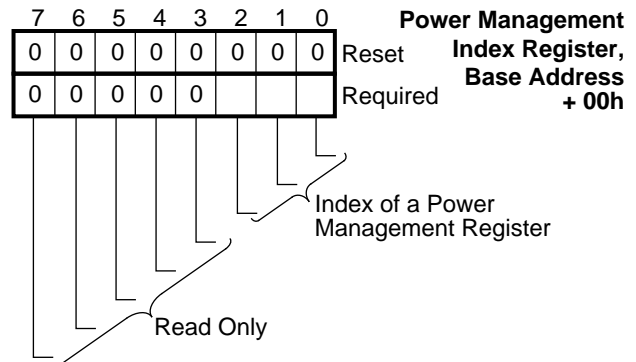 7 6 5 4 3 2 1 0
Power Management
Index Register,
Base Address
+ 00h
0 0 0 0 0 0 0 0 Reset
0 0 0 0 0 Required
Index of a Power
Management Register
Read Only